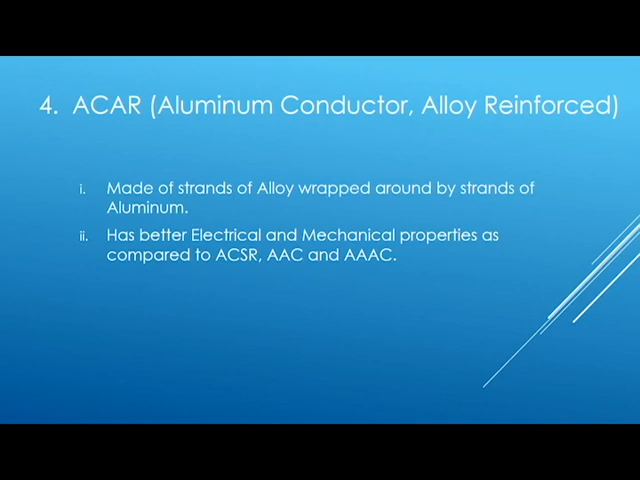 4. ACAR (Aluminum Conductor, Alloy Reinforced)
i. Made of strands of Alloy wrapped around by strands of
Aluminum.
ii. Has better Electrical and Mechanical properties as
compared to ACSR, AAC and AAAC.